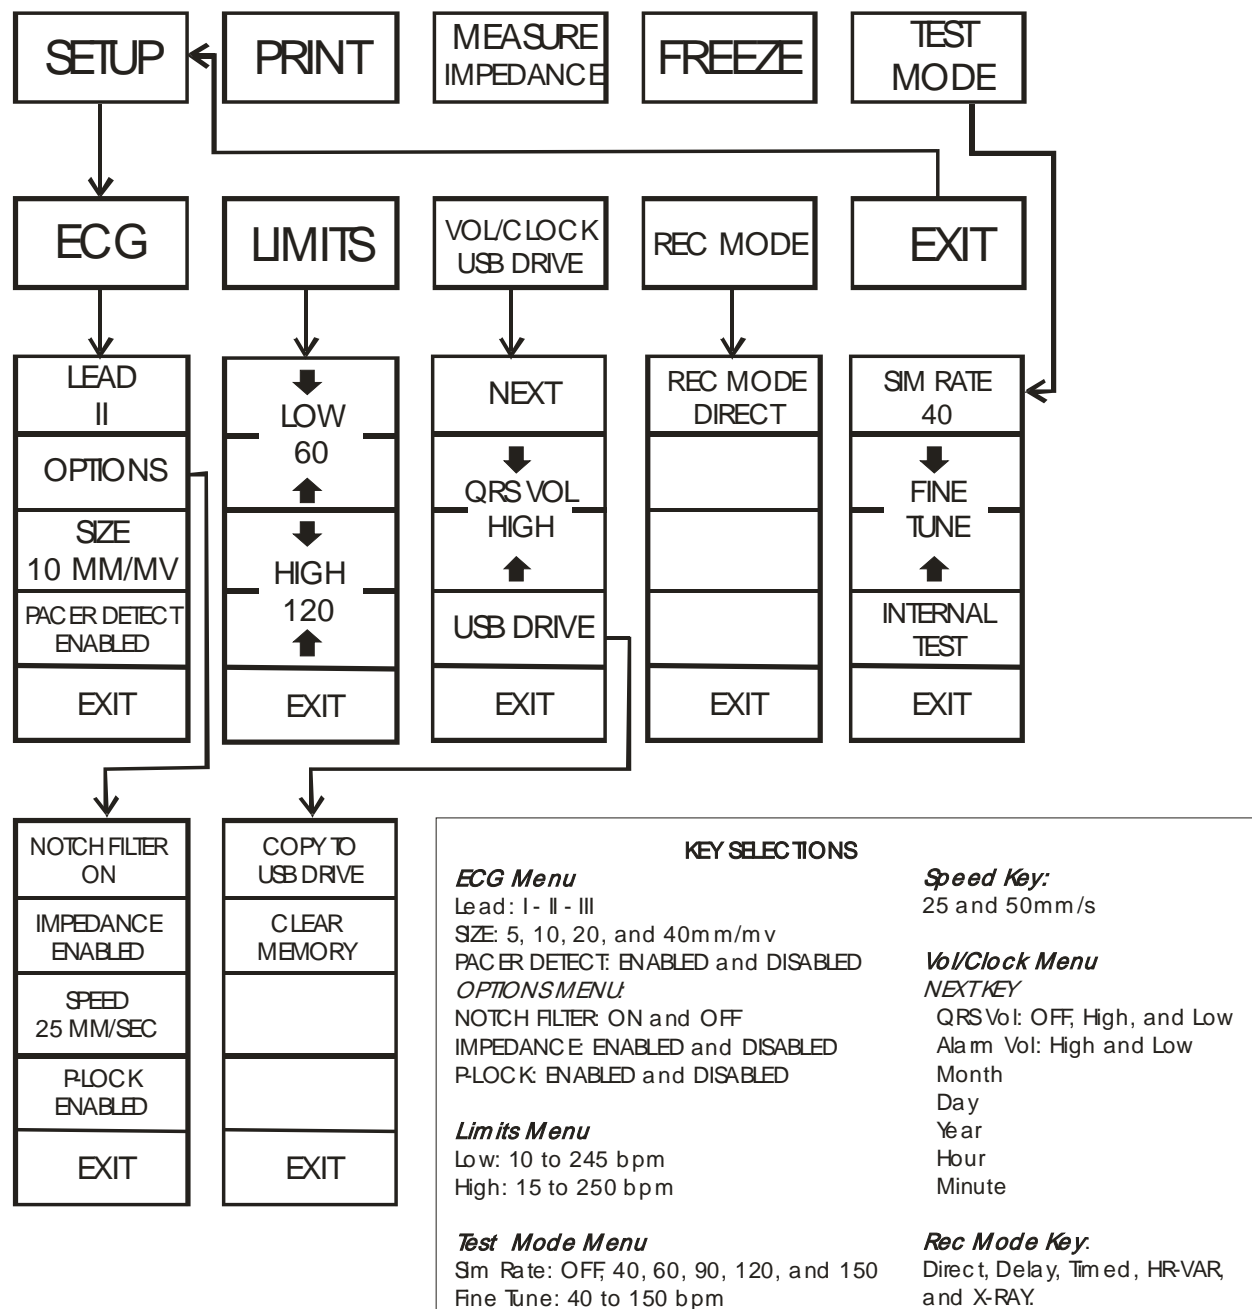 SETUP
PRINT
MEASURE
IMPEDANCE
FREEZE
TEST
MODE
ECG
LIMITS
VOL/CLOCK
USB DRIVE
REC MODE
EXIT
LEAD
II
OPTIONS
SIZE
10 MM/MV
PACER DETECT
ENABLED
EXIT
LOW
60
HIGH
120
EXIT
NEXT
QRS VOL
HIGH
USB DRIVE
EXIT
REC MODE
DIRECT
EXIT
SIM RATE
40
FINE
TUNE
INTERNAL
TEST
EXIT
NOTCH FILTER
ON
IMPEDANCE
ENABLED
SPEED
25 MM/SEC
P-LOCK
ENABLED
EXIT
COPY TO
USB DRIVE
CLEAR
MEMORY
EXIT
KEY SELECTIONS
ECG Menu
Lead: I - II - III
SIZE: 5, 10, 20, and 40mm/mv
PACER DETECT: ENABLED and DISABLED
OPTIONS MENU:
NOTCH FILTER: ON and OFF
IMPEDANCE: ENABLED and DISABLED
P-LOCK: ENABLED and DISABLED
Limits Menu
Low: 10 to 245 bpm
High: 15 to 250 bpm
Test Mode Menu
Sim Rate: OFF, 40, 60, 90, 120, and 150
Fine Tune: 40 to 150 bpm
Speed Key:
25 and 50mm/s
Vol/Clock Menu
NEXT KEY
QRS Vol: OFF, High, and Low
Alarm Vol: High and Low
Month
Day
Year
Hour
Minute
Rec Mode Key:
Direct, Delay, Timed, HR-VAR,
and X-RAY.